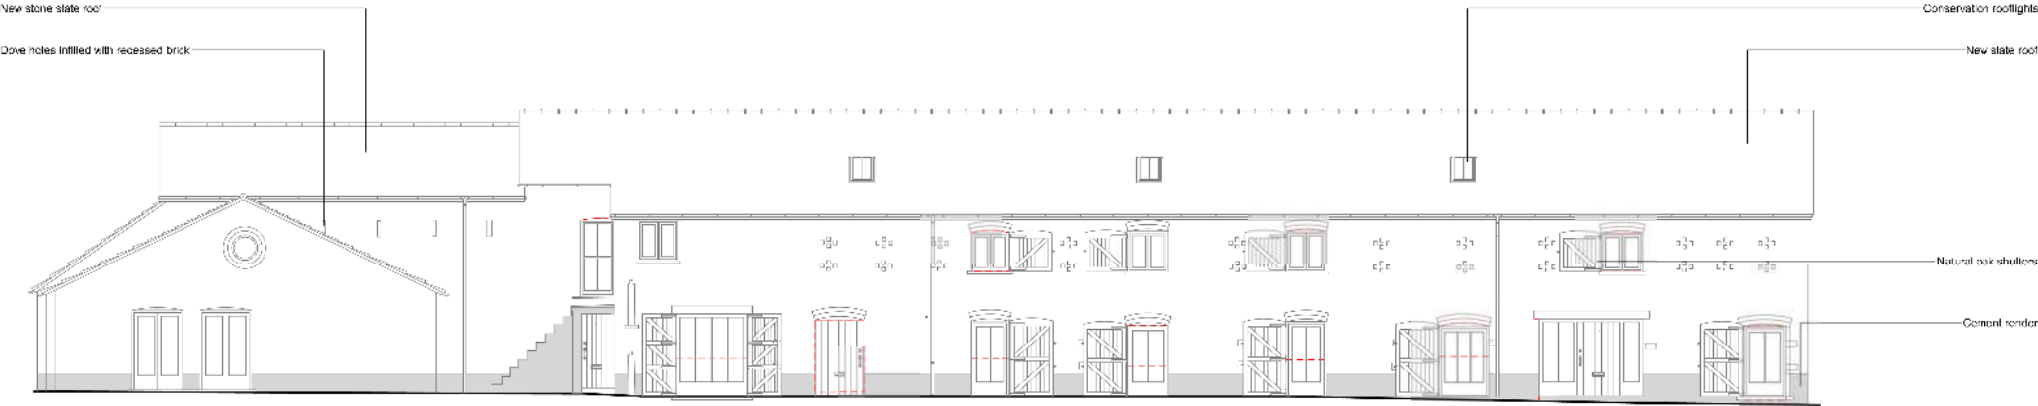 New stone slate roof
Conservation rooflights
Dove holes infilled with recessed brick
New slate roof
Natural oak shutters
Cement render